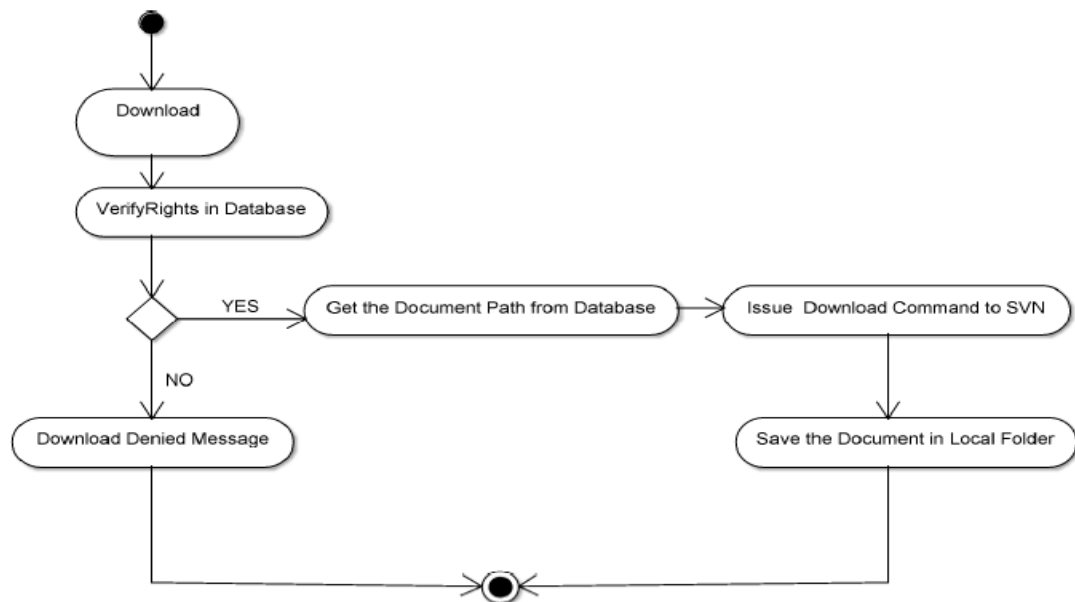 Download
VerifyRights in Database
YES
Get the Document Path from Database
Issue Download Command to SVN
NO
Download Denied Message
Save the Document in Local Folder